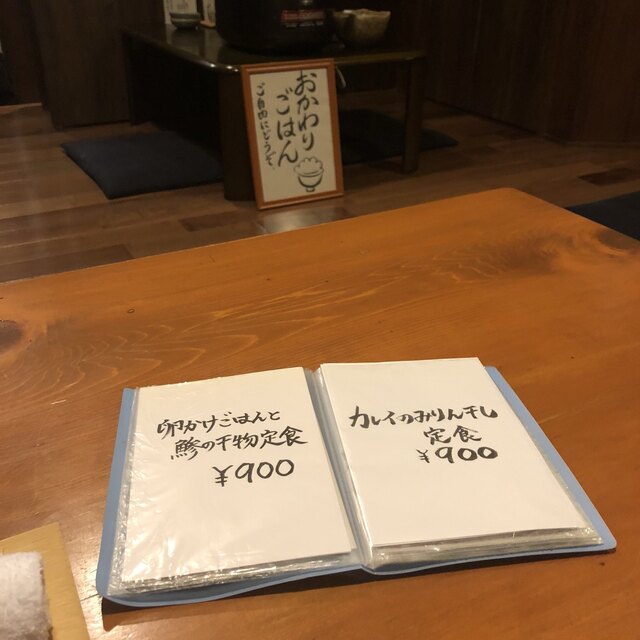 おかわり
ごはん
ご自由にどうぞ。
卵かけごはんと
鯵の干物定食
¥900
カレイのみりん干し
定食
¥900